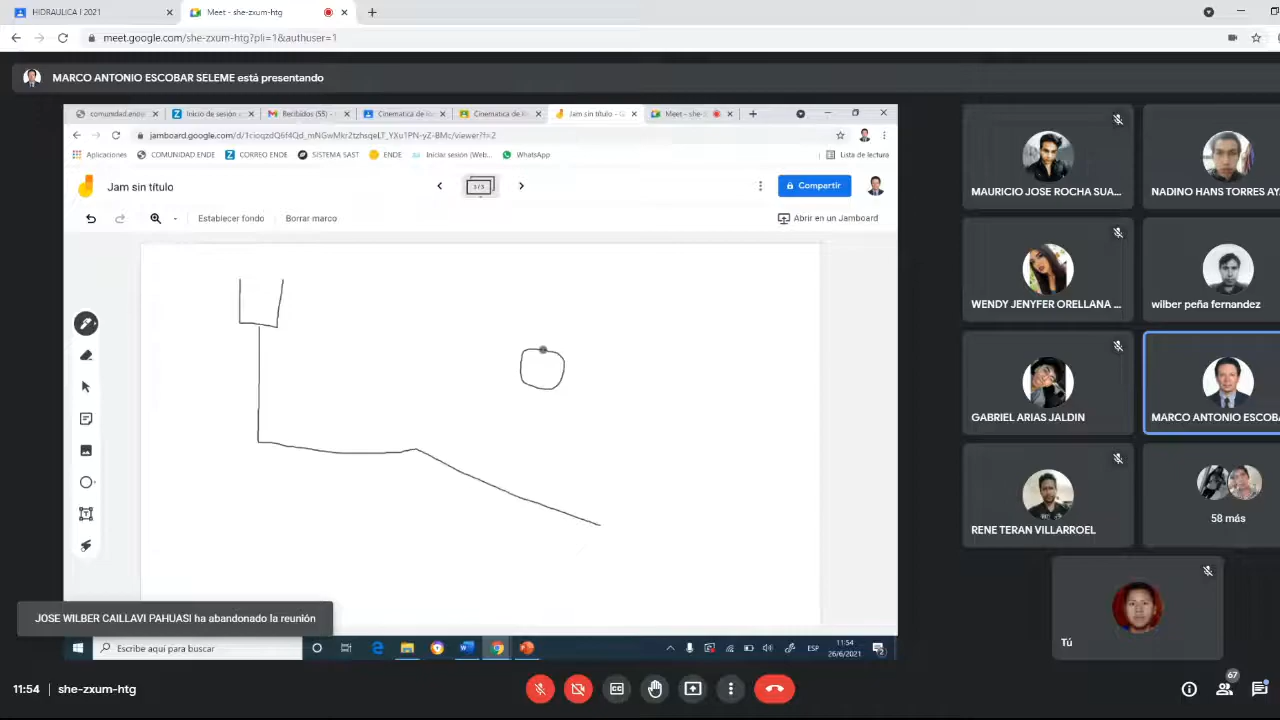 HIDRAULICA I 2021
Meet - she-zxum-htg
meet.google.com/she-zxum-htg?pli=1&authuser=1
MARCO ANTONIO ESCOBAR SELEME está presentando
Inicio de sesión
Recibidos (55) -
Cinematica de
Cinematica de
Jam sin título - G
Meet - she-z
Aplicaciones
COMUNIDAD ENDE
CORREO ENDE
SISTEMA SAST
ENDE
Iniciar sesión (Web...
WhatsApp
Lista de lectura
Jam sin título
3/3
Compartir
Establecer fondo
Borrar marco
Abrir en un Jamboard
MAURICIO JOSE ROCHA SUA...
NADINO HANS TORRES AY
WENDY JENYFER ORELLANA ...
wilber peña fernandez
GABRIEL ARIAS JALDIN
MARCO ANTONIO ESCOBA
RENE TERAN VILLARROEL
58 más
Tú
JOSE WILBER CAILLAVI PAHUASI ha abandonado la reunión
Escribe aquí para buscar
ESP
11:54
26/6/2021
11:54
she-zxum-htg
67